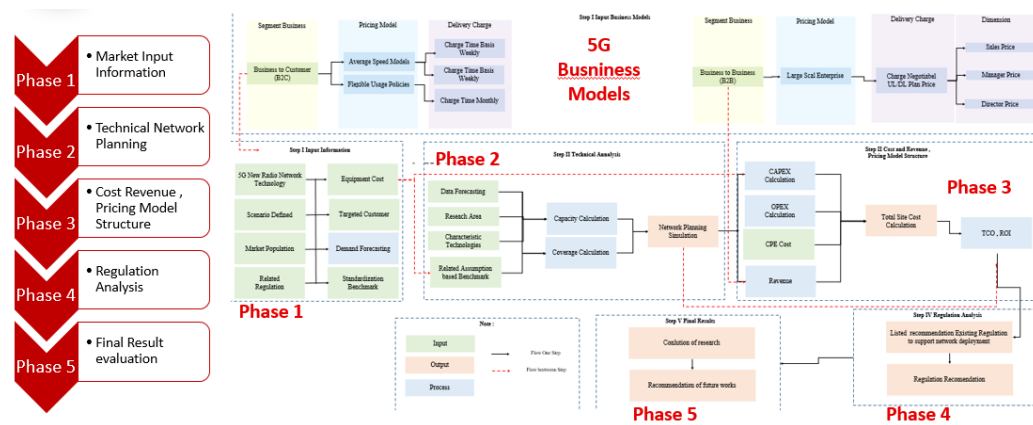 Phase 1
• Market Input
Information
Phase 2
• Technical Network
Planning
Phase 3
• Cost Revenue ,
Pricing Model
Structure
Phase 4
• Regulation
Analysis
Phase 5
• Final Result
evaluation
Step I Input Business Models
5G
Busniness
Models
Segment Business
Pricing Model
Delivery Charge
Business to Customer
(B2C)
Average Speed Models
Flexible Usage Policies
Charge Time Basis
Weekly
Charge Time Basis
Weekly
Charge Time Monthly
Segment Business
Pricing Model
Delivery Charge
Dimension
Business to Business
(B2B)
Large Scal Enterprise
Charge Negotiabel
UL/DL Plan Price
Sales Price
Manager Price
Director Price
Step I Input Information
5G New Radio Network
Technology
Equipment Cost
Scenario Defined
Targeted Customer
Market Population
Demand Forecasting
Related
Regulation
Standardization
Benchmark
Phase 1
Phase 2
Step II Technical Annalysis
Data Forecasting
Reseach Area
Characteristic
Technologies
Related Assumption
based Benchmark
Capacity Calculation
Coverage Calculation
Network Planning
Simulation
Step II Cost and Revenue ,
Pricing Model Structure
Phase 3
CAPEX
Calculation
OPEX
Calculation
CPE Cost
Revenue
Total Site Cost
Calculation
TCO , ROI
Note :
Input
Output
Process
Flow One Step
Flow between Step
Step V Final Results
Conlution of research
Recommendation of future works
Phase 5
Step IV Regulation Analysis
Listed recommendation Existing Regulation
to support network deployment
Regulation Recomendation
Phase 4